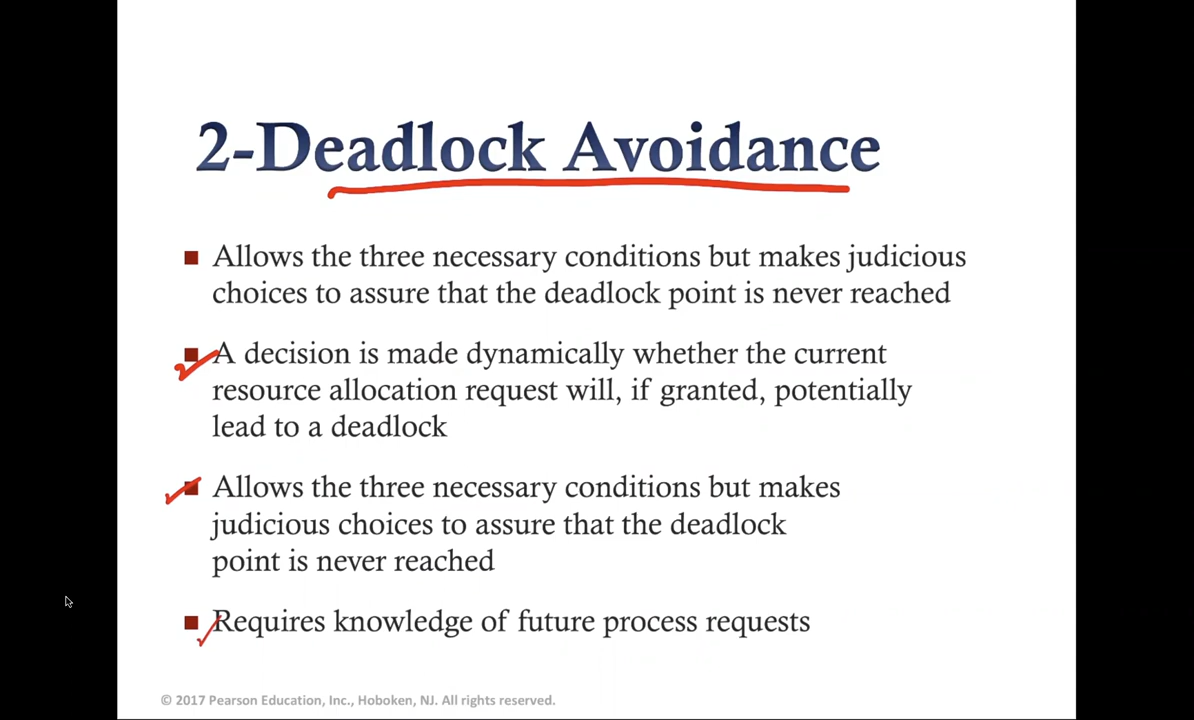 2-Deadlock Avoidance
Allows the three necessary conditions but makes judicious
choices to assure that the deadlock point is never reached
A decision is made dynamically whether the current
resource allocation request will, if granted, potentially
lead to a deadlock
Allows the three necessary conditions but makes
judicious choices to assure that the deadlock
point is never reached
Requires knowledge of future process requests
© 2017 Pearson Education, Inc., Hoboken, NJ. All rights reserved.